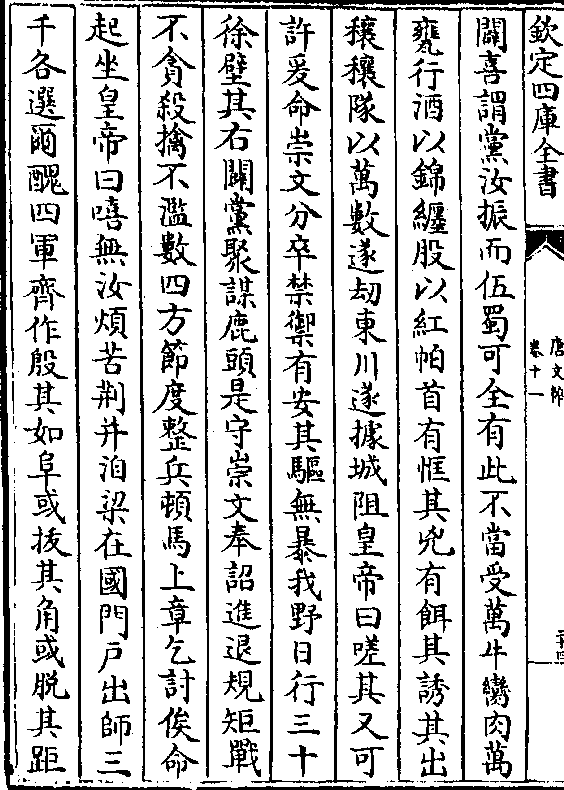 欽定四庫全書
唐文粹
卷十一
闢喜謂黨汝振而伍蜀可全有此不當受萬牛臠肉萬
甕行酒以錦纏股以紅帕首有恇其兇有餌其誘其出
穰穰隊以萬數遂刼東川遂據城阻皇帝曰嗟其又可
許爰命崇文分卒禁禦有安其驅無暴我野日行三十
徐壁其右闢黨聚謀鹿頭是守崇文奉詔進退規矩戰
不貪殺擒不濫數四方節度整兵頓馬上章乞討俟命
起坐皇帝曰嘻無汝煩苦荆并洎梁在國門戸出師三
千各選爾醜四軍齊作殷其如阜或抜其角或脱其距